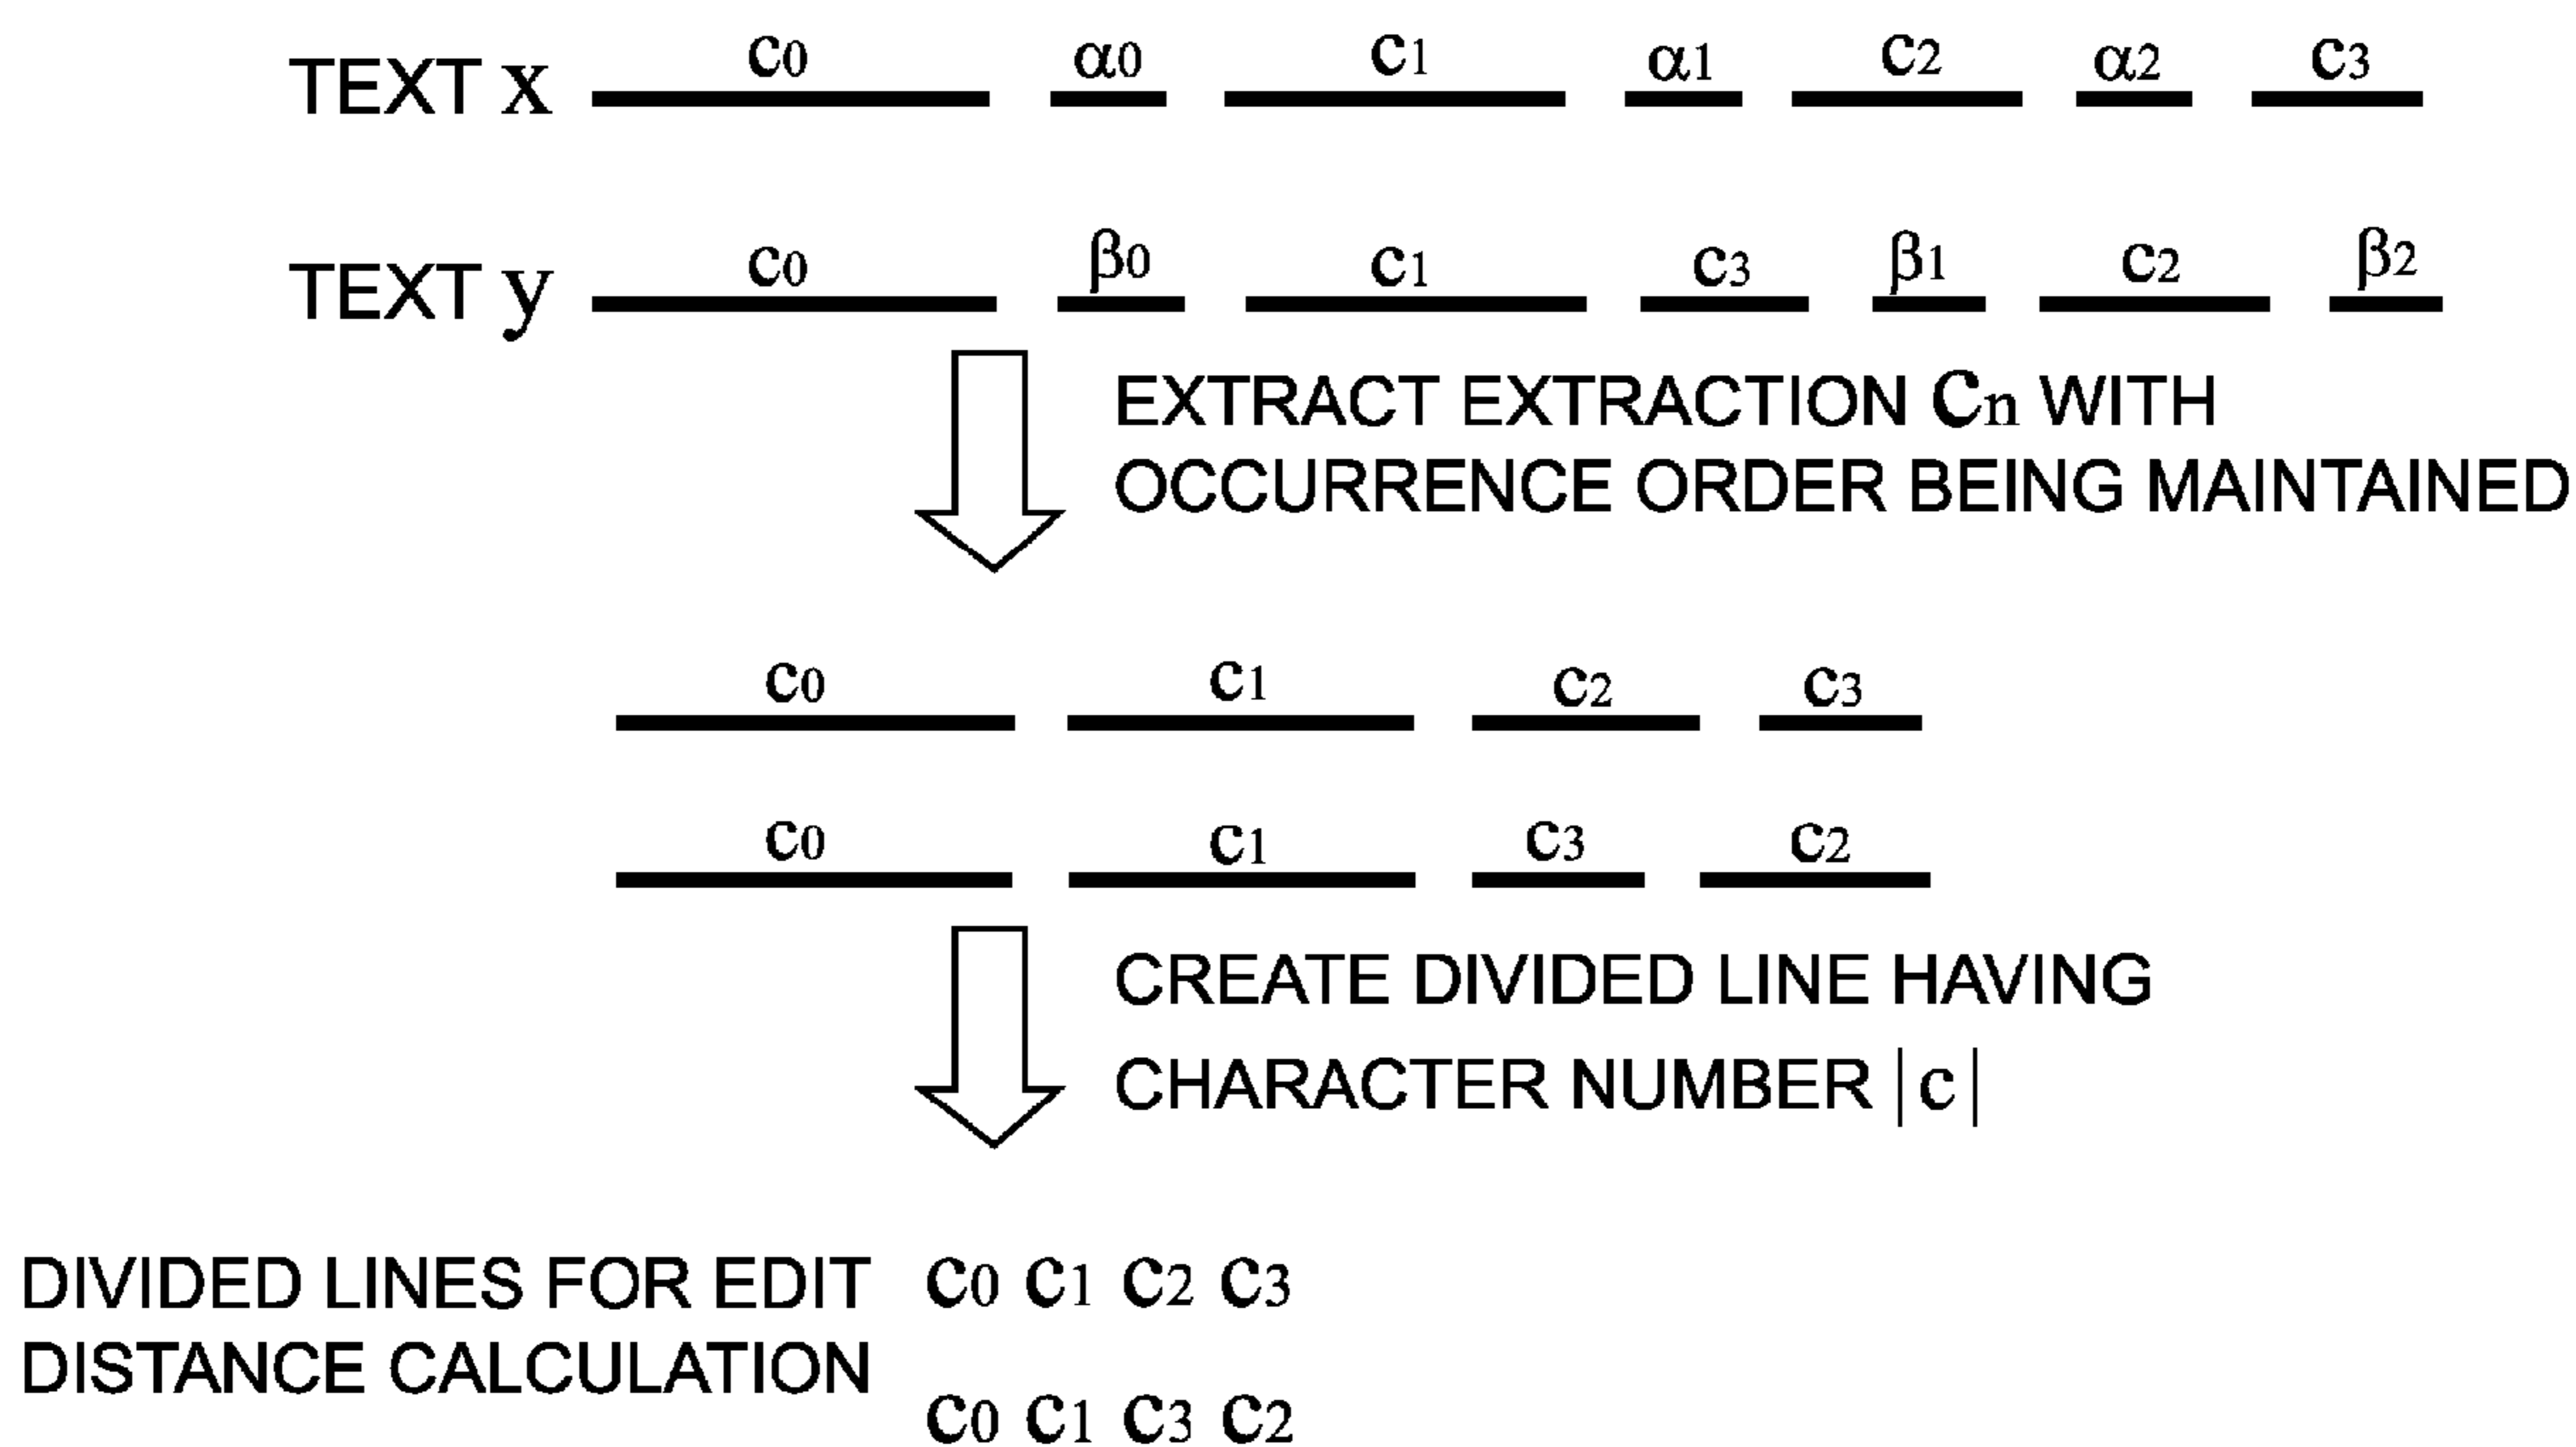 TEXT x c0 α0 c1 α1 c2 α2 c3
TEXT y c0 β0 c1 c3 β1 c2 β2
EXTRACT EXTRACTION Cn WITH
OCCURRENCE ORDER BEING MAINTAINED
c0 c1 c2 c3
c0 c1 c3 c2
CREATE DIVIDED LINE HAVING
CHARACTER NUMBER |c|
DIVIDED LINES FOR EDIT
DISTANCE CALCULATION
c0 c1 c2 c3
c0 c1 c3 c2